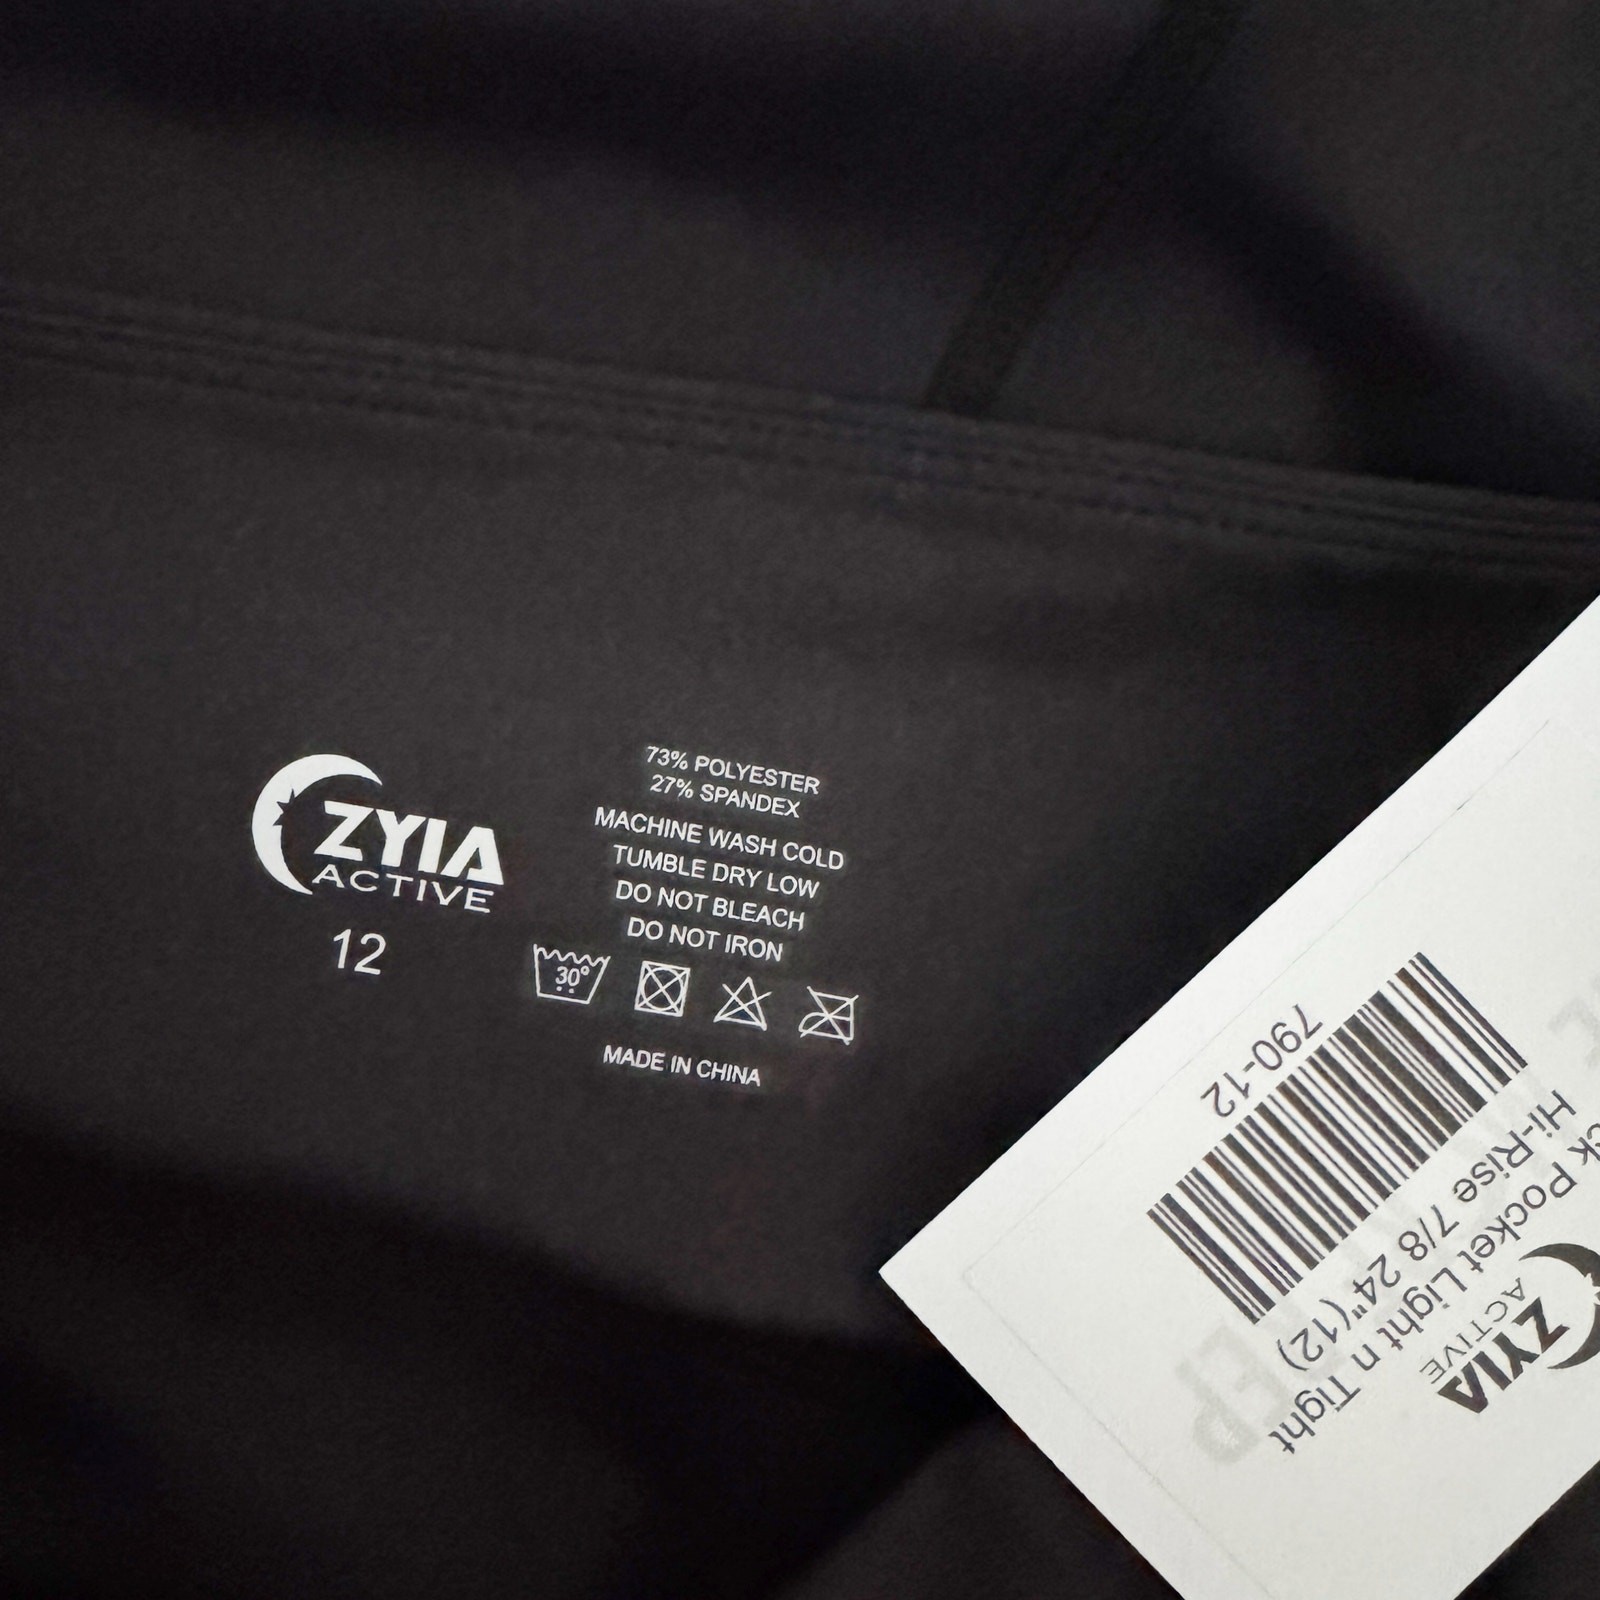 ZYIA
ACTIVE
12
73% POLYESTER
27% SPANDEX
MACHINE WASH COLD
TUMBLE DRY LOW
DO NOT BLEACH
DO NOT IRON
30°
MADE IN CHINA
ZYIA
ACTIVE
Pocket Light n Tight
Hi-Rise 7/8 24"(12)
790-12